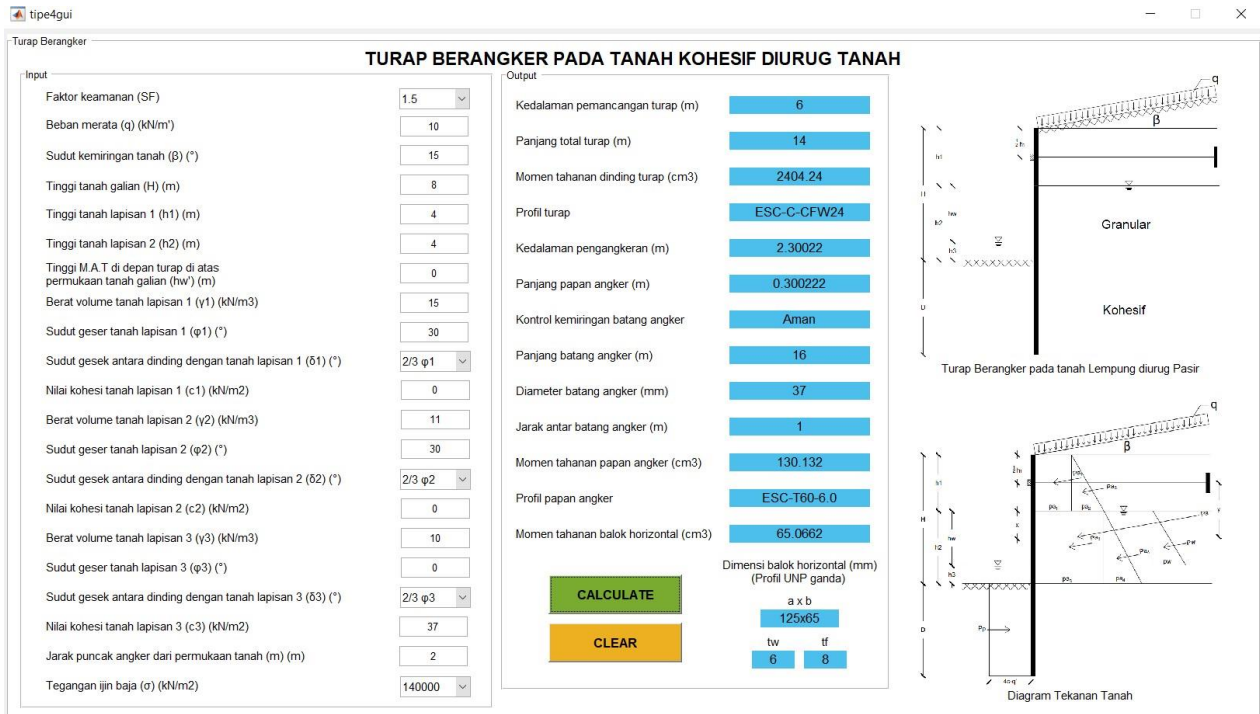 tipe4gui
Turap Berangker
TURAP BERANGKER PADA TANAH KOHESIF DIURUG TANAH
Input
Faktor keamanan (SF)
1.5
Beban merata (q) (kN/m')
10
Sudut kemiringan tanah (β) (°)
15
Tinggi tanah galian (H) (m)
8
Tinggi tanah lapisan 1 (h1) (m)
4
Tinggi tanah lapisan 2 (h2) (m)
4
Tinggi M.A.T di depan turap di atas
permukaan tanah galian (hw') (m)
0
Berat volume tanah lapisan 1 (γ1) (kN/m3)
15
Sudut geser tanah lapisan 1 (φ1) (°)
30
Sudut gesek antara dinding dengan tanah lapisan 1 (δ1) (°)
2/3 φ1
Nilai kohesi tanah lapisan 1 (c1) (kN/m2)
0
Berat volume tanah lapisan 2 (γ2) (kN/m3)
11
Sudut geser tanah lapisan 2 (φ2) (°)
30
Sudut gesek antara dinding dengan tanah lapisan 2 (δ2) (°)
2/3 φ2
Nilai kohesi tanah lapisan 2 (c2) (kN/m2)
0
Berat volume tanah lapisan 3 (γ3) (kN/m3)
10
Sudut geser tanah lapisan 3 (φ3) (°)
0
Sudut gesek antara dinding dengan tanah lapisan 3 (δ3) (°)
2/3 φ3
Nilai kohesi tanah lapisan 3 (c3) (kN/m2)
37
Jarak puncak angker dari permukaan tanah (m) (m)
2
Tegangan ijin baja (σ) (kN/m2)
140000
Output
Kedalaman pemancangan turap (m)
6
Panjang total turap (m)
14
Momen tahanan dinding turap (cm3)
2404.24
Profil turap
ESC-C-CFW24
Kedalaman pengangkeran (m)
2.30022
Panjang papan angker (m)
0.300222
Kontrol kemiringan batang angker
Aman
Panjang batang angker (m)
16
Diameter batang angker (mm)
37
Jarak antar batang angker (m)
1
Momen tahanan papan angker (cm3)
130.132
Profil papan angker
ESC-T60-6.0
Momen tahanan balok horizontal (cm3)
65.0662
Dimensi balok horizontal (mm)
(Profil UNP ganda)
a x b
125x65
tw
tf
6
8
CALCULATE
CLEAR
q
β
h1
H
hw
h2
h3
Granular
Kohesif
Turap Berangker pada tanah Lempung diurug Pasir
q
β
h1
H
hw
h2
h3
D
Pp
Diagram Tekanan Tanah